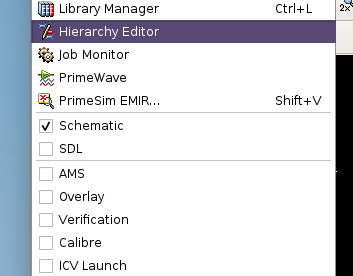 Library Manager Ctrl+L
Hierarchy Editor
Job Monitor
PrimeWave
PrimeSim EMIR... Shift+V
Schematic
SDL
AMS
Overlay
Verification
Calibre
ICV Launch